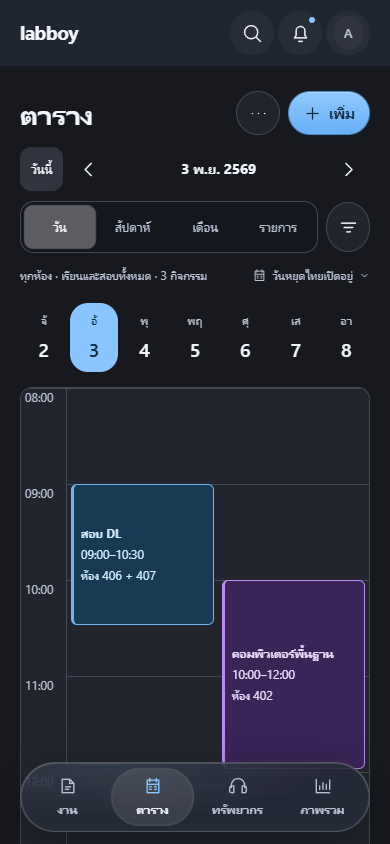 labboy
A
ตาราง
...
+ เพิ่ม
วันนี้
3 พ.ย. 2569
วัน
สัปดาห์
เดือน
รายการ
ทุกห้อง · เรียนและสอบทั้งหมด · 3 กิจกรรม
วันหยุดไทยเปิดอยู่
จ อ พ พฤ ศ เส อา
2 3 4 5 6 7 8
08:00
09:00
สอบ DL
09:00–10:30
ห้อง 406 + 407
10:00
คอมพิวเตอร์พื้นฐาน
10:00–12:00
ห้อง 402
11:00
12:00
งาน
ตาราง
ทรัพยากร
ภาพรวม